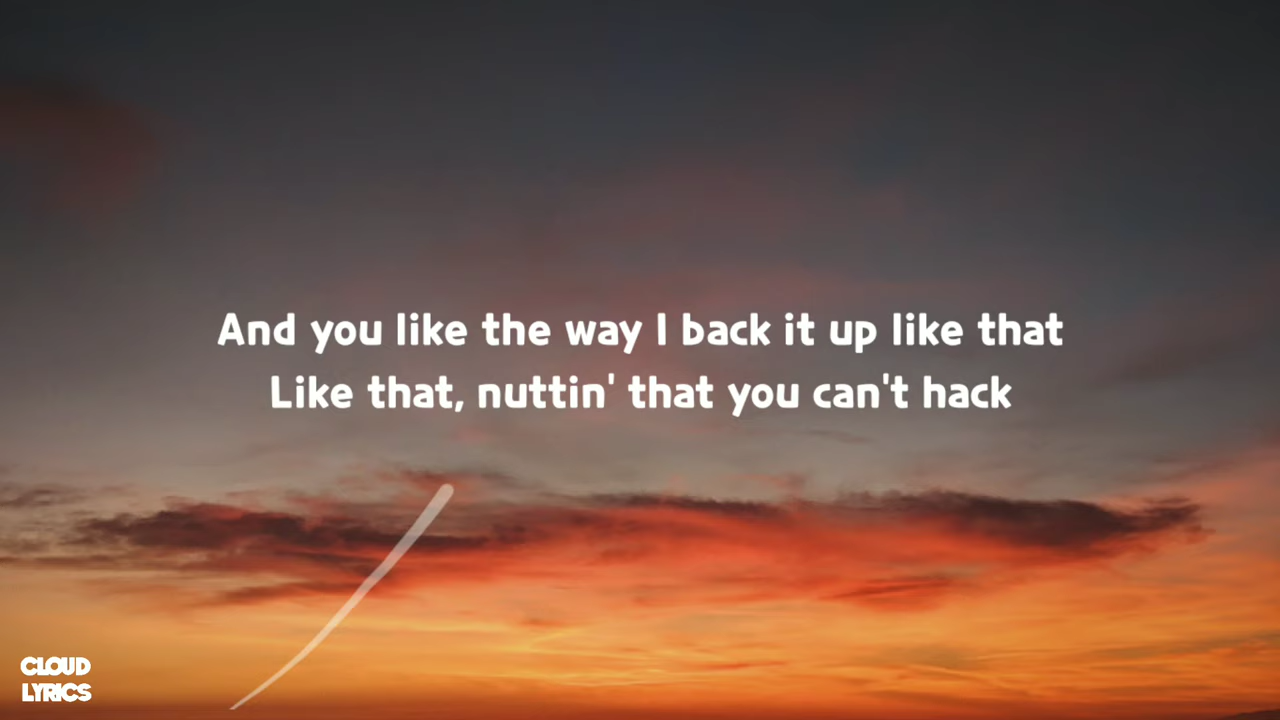 And you like the way I back it up like that
Like that, nuttin' that you can't hack
CLOUD
LYRICS